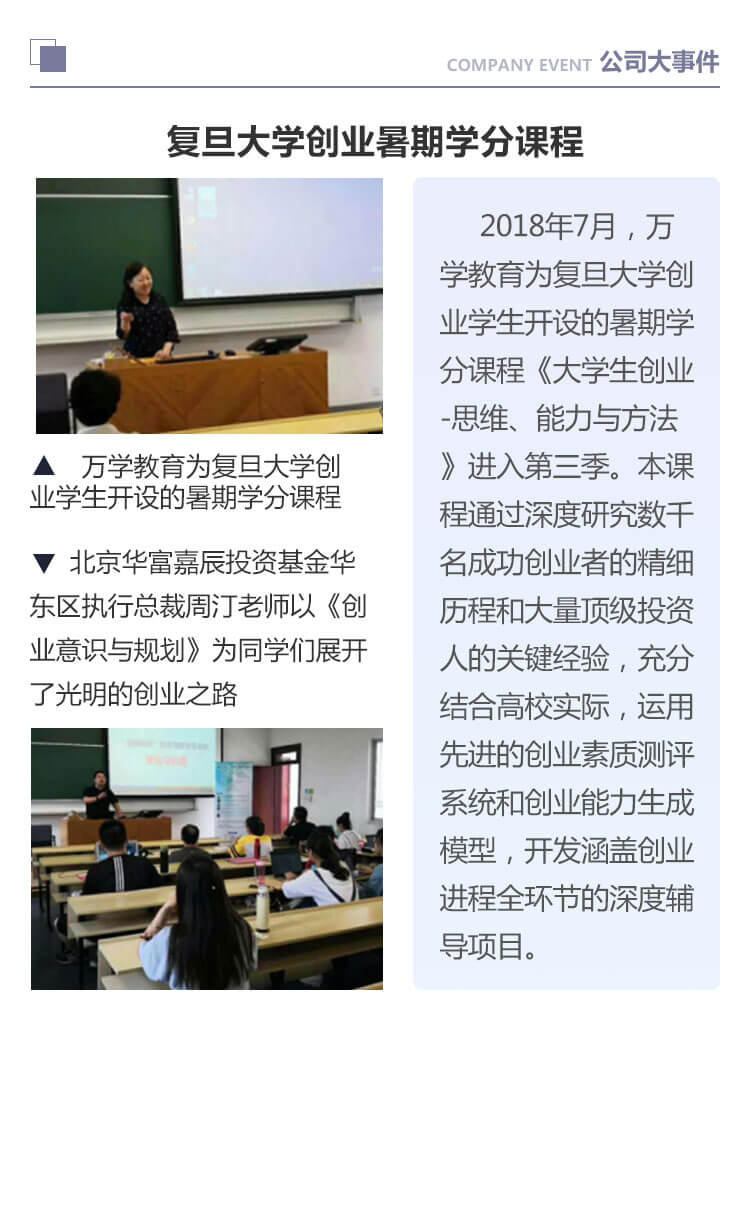 COMPANY EVENT 公司大事件
复旦大学创业暑期学分课程
▲ 万学教育为复旦大学创
业学生开设的暑期学分课程
▼ 北京华富嘉辰投资基金华
东区执行总裁周汀老师以《创
业意识与规划》为同学们展开
了光明的创业之路
2018年7月，万
学教育为复旦大学创
业学生开设的暑期学
分课程《大学生创业
-思维、能力与方法
》进入第三季。本课
程通过深度研究数千
名成功创业者的精细
历程和大量顶级投资
人的关键经验，充分
结合高校实际，运用
先进的创业素质测评
系统和创业能力生成
模型，开发涵盖创业
进程全环节的深度辅
导项目。